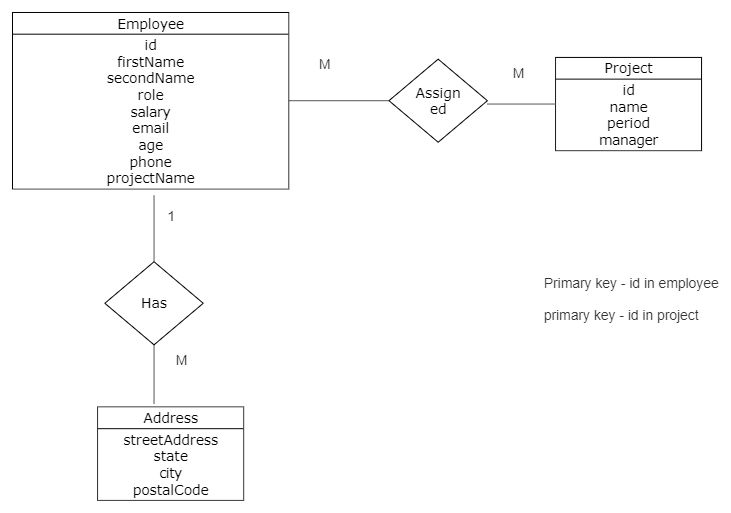 Employee
id
firstName
secondName
role
salary
email
age
phone
projectName
M
Assign
ed
M
Project
id
name
period
manager
1
Has
M
Primary key - id in employee
primary key - id in project
Address
streetAddress
state
city
postalCode